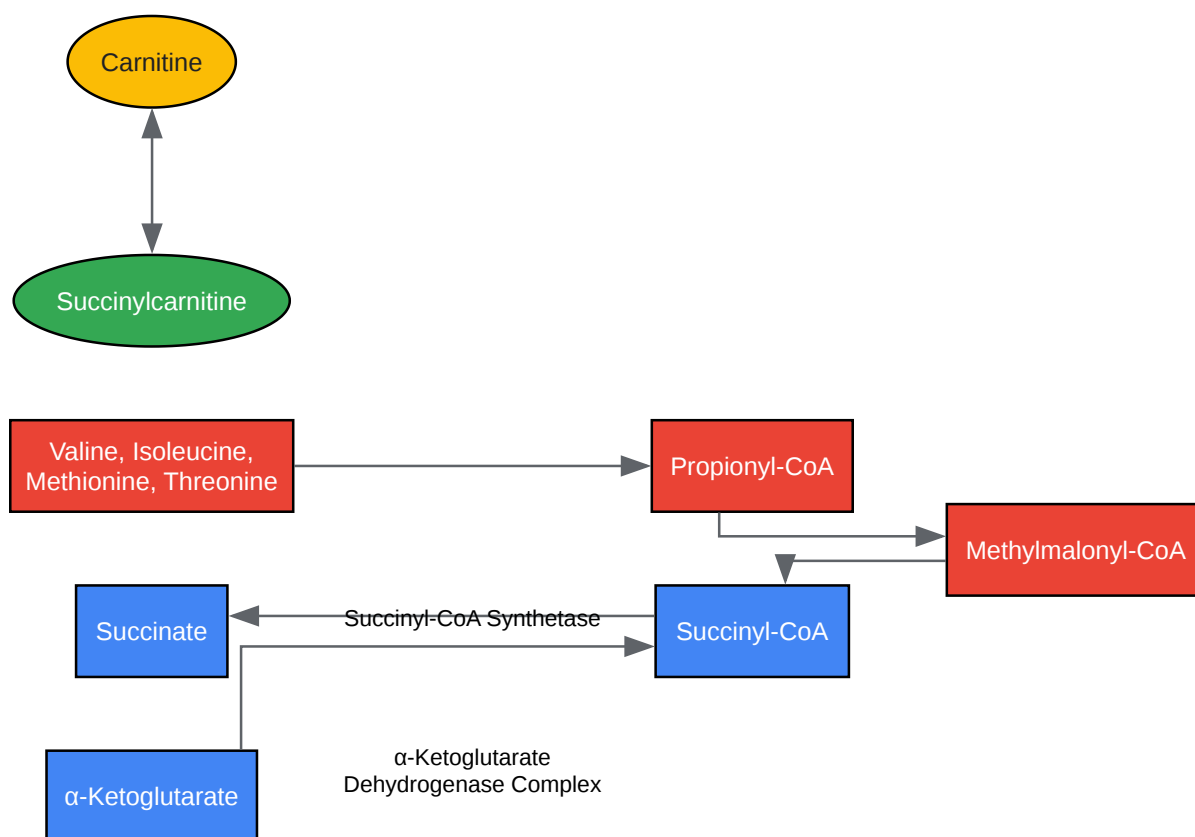 Carnitine
Succinylcarnitine
Valine, Isoleucine,
Methionine, Threonine
Propionyl-CoA
Methylmalonyl-CoA
Succinate
Succinyl-CoA Synthetase
Succinyl-CoA
α-Ketoglutarate
Dehydrogenase Complex
α-Ketoglutarate